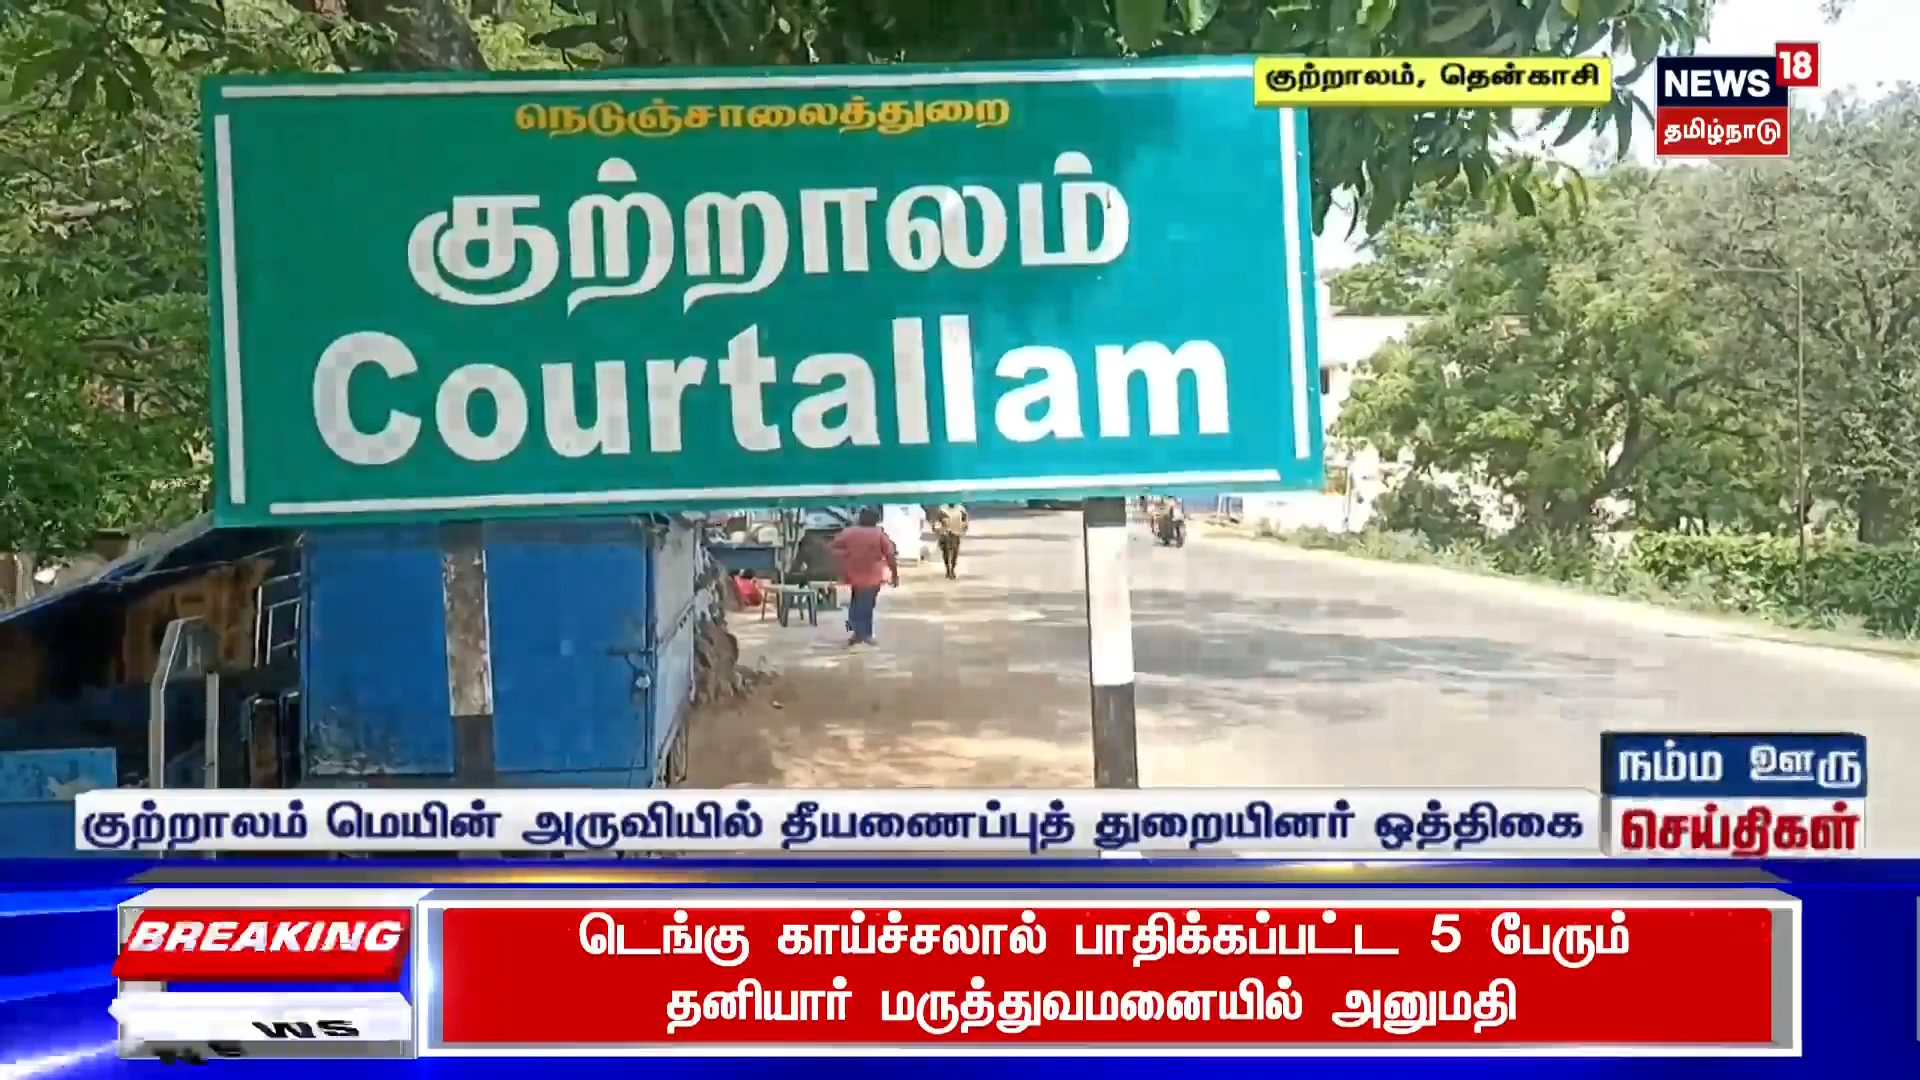 குற்றாலம், தென்காசி
NEWS 18
தமிழ்நாடு
நெடுஞ்சாலைத்துறை
குற்றாலம்
Courtallam
நம்ம ஊரு
செய்திகள்
குற்றாலம் மெயின் அருவியில் தீயணைப்புத் துறையினர் ஒத்திகை
BREAKING
டெங்கு காய்ச்சலால் பாதிக்கப்பட்ட 5 பேரும்
தனியார் மருத்துவமனையில் அனுமதி